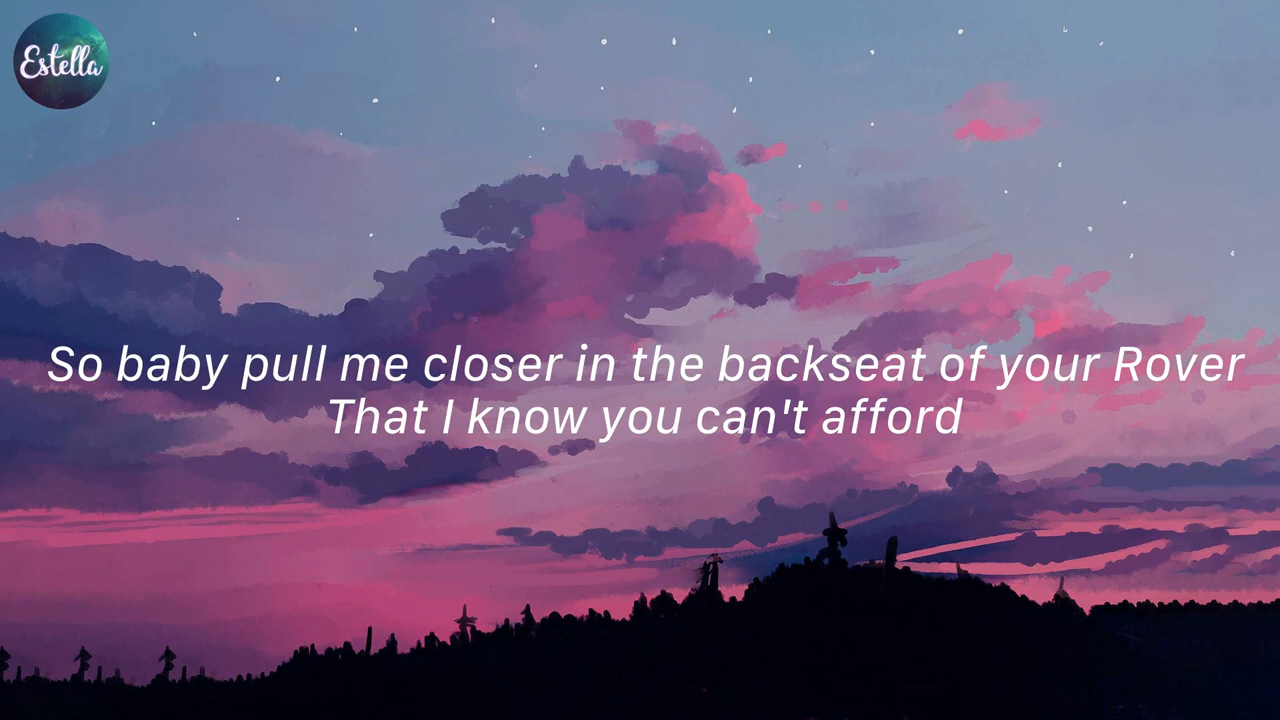 Estella
So baby pull me closer in the backseat of your Rover
That I know you can't afford